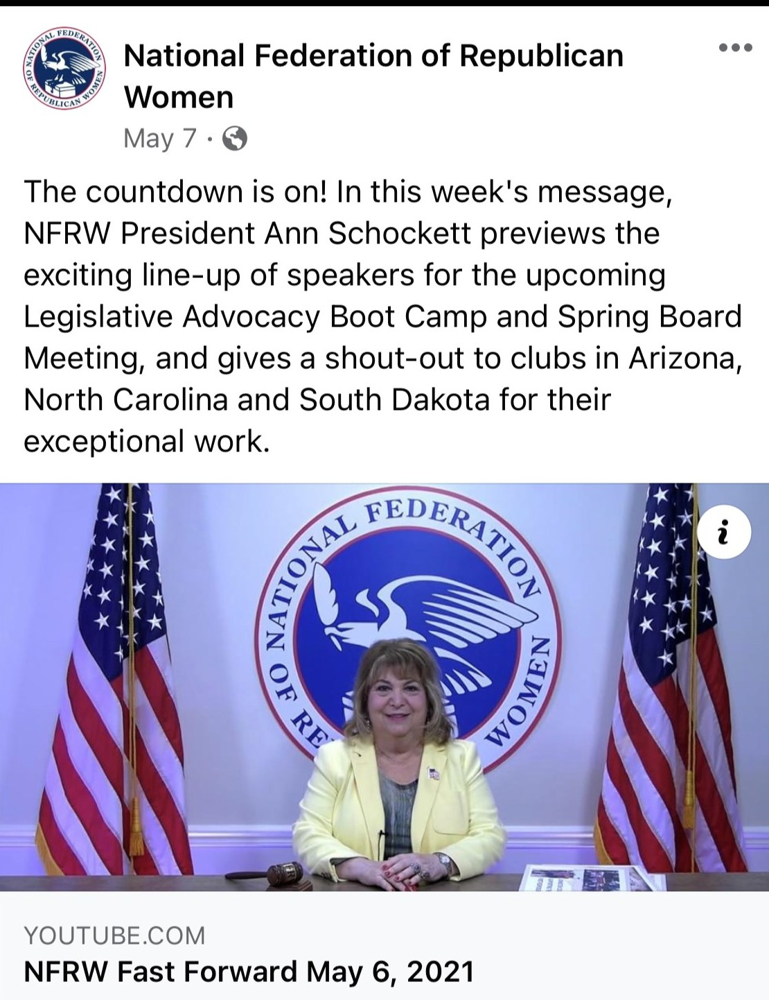 NATIONAL FEDERATION OF REPUBLICAN WOMEN
National Federation of Republican
Women
May 7 ·
The countdown is on! In this week's message,
NFRW President Ann Schockett previews the
exciting line-up of speakers for the upcoming
Legislative Advocacy Boot Camp and Spring Board
Meeting, and gives a shout-out to clubs in Arizona,
North Carolina and South Dakota for their
exceptional work.
NATIONAL FEDERATION
OF RE
WOMEN
i
YOUTUBE.COM
NFRW Fast Forward May 6, 2021